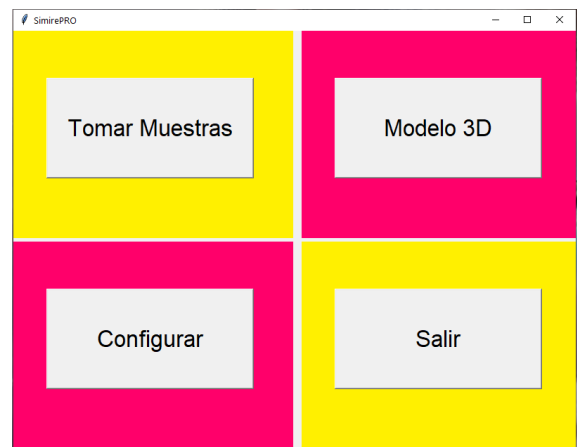 SimirePRO
Tomar Muestras
Modelo 3D
Configurar
Salir